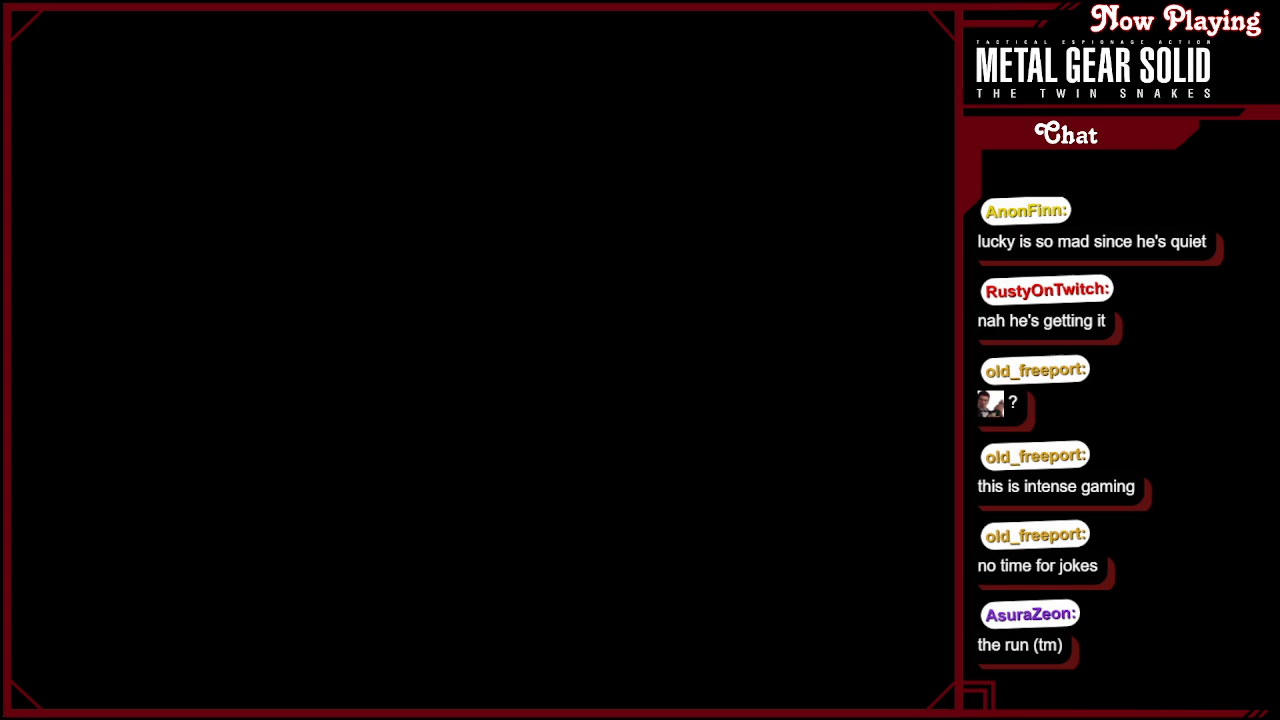 Now Playing
TACTICAL ESPIONAGE ACTION
METAL GEAR SOLID
THE TWIN SNAKES
Chat
AnonFinn:
lucky is so mad since he's quiet
RustyOnTwitch:
nah he's getting it
old_freeport:
?
old_freeport:
this is intense gaming
old_freeport:
no time for jokes
AsuraZeon:
the run (tm)